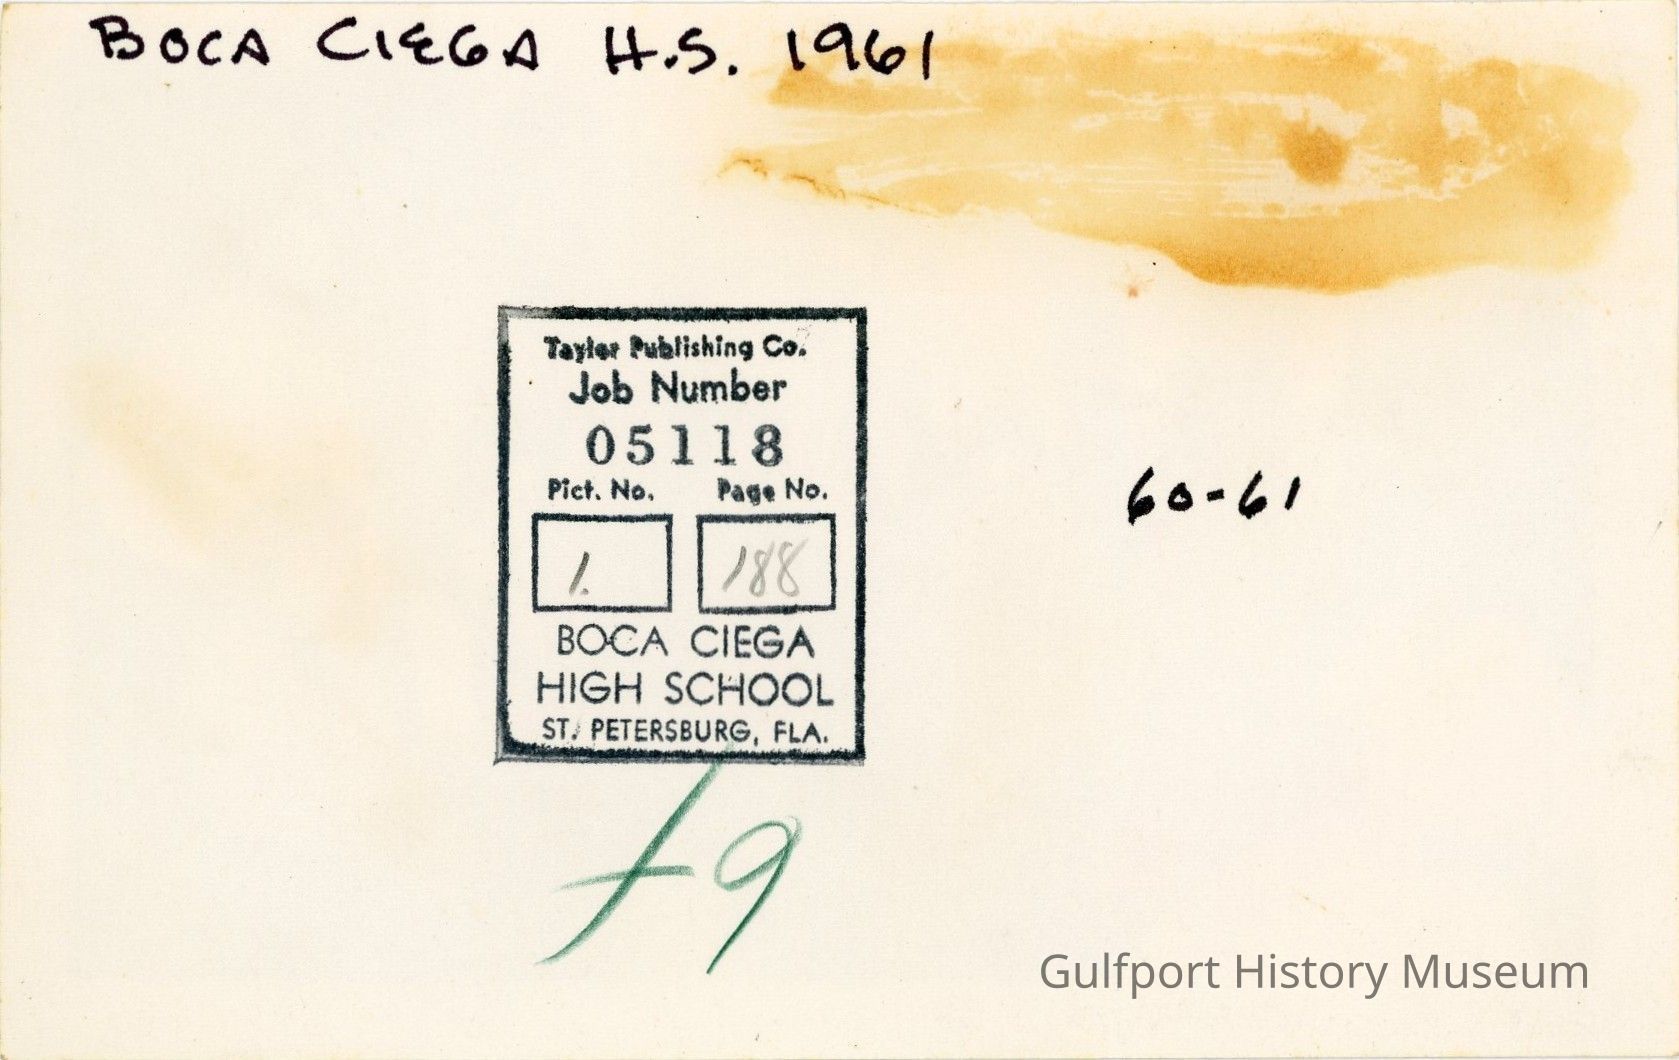 BOCA CIEGA H.S. 1961
Taylor Publishing Co.
Job Number
05118
Pict. No. Page No.
1. 188
BOCA CIEGA
HIGH SCHOOL
ST. PETERSBURG, FLA.
60-61
f9
Gulfport History Museum